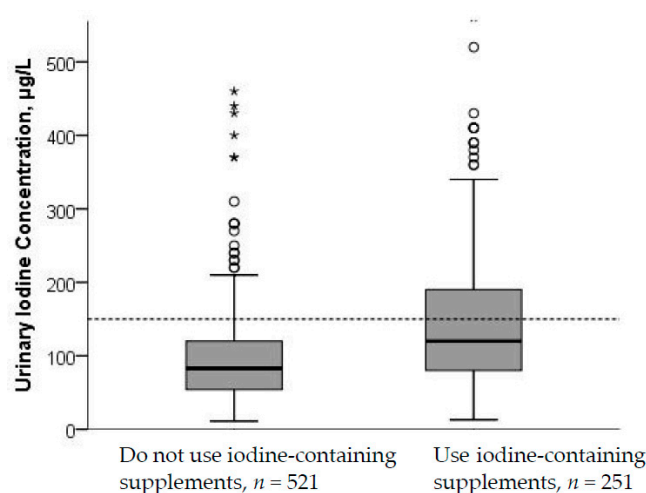 Urinary Iodine Concentration, µg/L
500
400
300
200
100
0
Do not use iodine-containing
supplements, n = 521
Use iodine-containing
supplements, n = 251